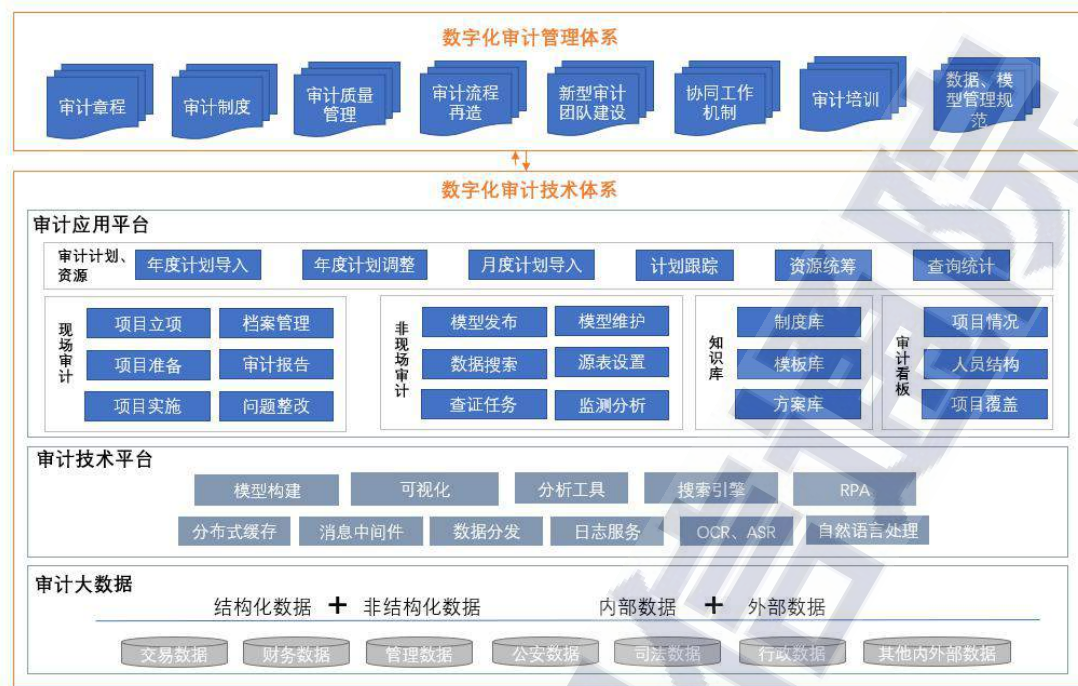 数字化审计管理体系
审计章程
审计制度
审计质量
管理
审计流程
再造
新型审计
团队建设
协同工作
机制
审计培训
数据、模
型管理规
范
数字化审计技术体系
审计应用平台
审计计划、
资源
年度计划导入
年度计划调整
月度计划导入
计划跟踪
资源统筹
查询统计
现场审计
项目立项
档案管理
项目准备
审计报告
项目实施
问题整改
非现场审计
模型发布
模型维护
数据搜索
源表设置
查证任务
监测分析
知识库
制度库
模板库
方案库
审计看板
项目情况
人员结构
项目覆盖
审计技术平台
模型构建
可视化
分析工具
搜索引擎
RPA
分布式缓存
消息中间件
数据分发
日志服务
OCR、ASR
自然语言处理
审计大数据
结构化数据 + 非结构化数据
内部数据 + 外部数据
交易数据
财务数据
管理数据
公安数据
司法数据
行政数据
其他内外部数据